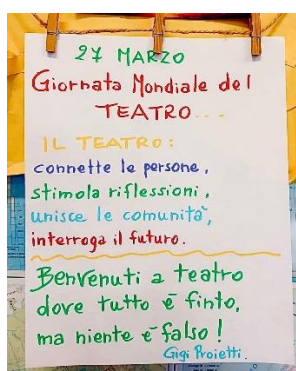 27 MARZO
Giornata Mondiale del
TEATRO...
IL TEATRO:
connette le persone,
stimola riflessioni,
unisce le comunità,
interroga il futuro.
Benvenuti a teatro
dove tutto è finto,
ma niente è falso!
Gigi Proietti.